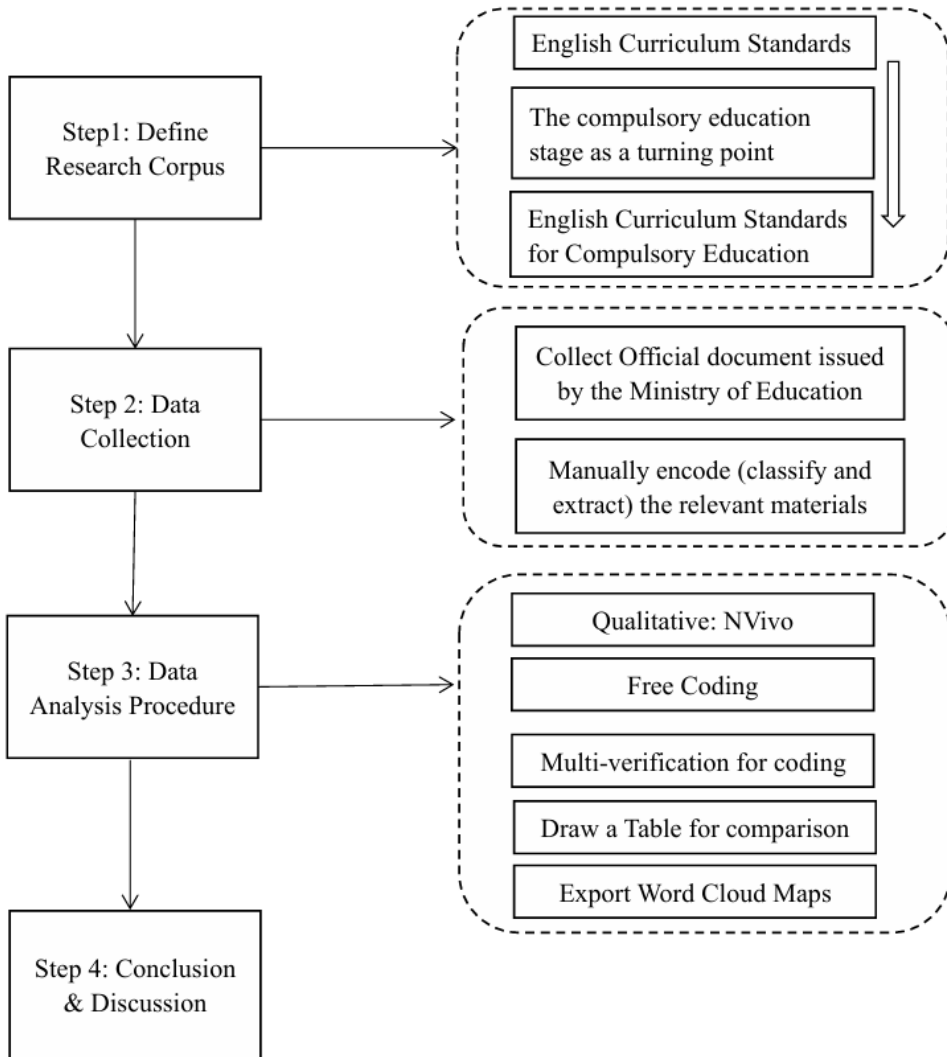 Step1: Define
Research Corpus
English Curriculum Standards
The compulsory education
stage as a turning point
English Curriculum Standards
for Compulsory Education
Step 2: Data
Collection
Collect Official document issued
by the Ministry of Education
Manually encode (classify and
extract) the relevant materials
Step 3: Data
Analysis Procedure
Qualitative: NVivo
Free Coding
Multi-verification for coding
Draw a Table for comparison
Export Word Cloud Maps
Step 4: Conclusion
& Discussion